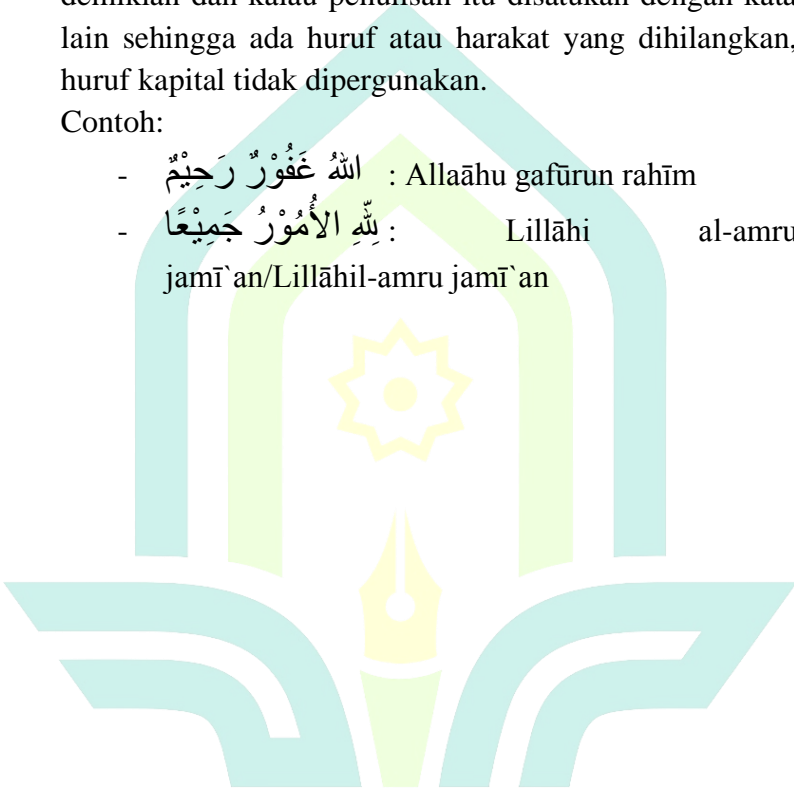 demikian dan kalau penulisan itu disatukan dengan kata
lain sehingga ada huruf atau harakat yang dihilangkan,
huruf kapital tidak dipergunakan.
Contoh:
- اللهُ غَفُوْرٌ رَحِيْمٌ : Allaāhu gafūrun rahīm
- لِلّٰهِ الأُمُوْرُ جَمِيْعًا : Lillāhi al-amru
jamī`an/Lillāhil-amru jamī`an